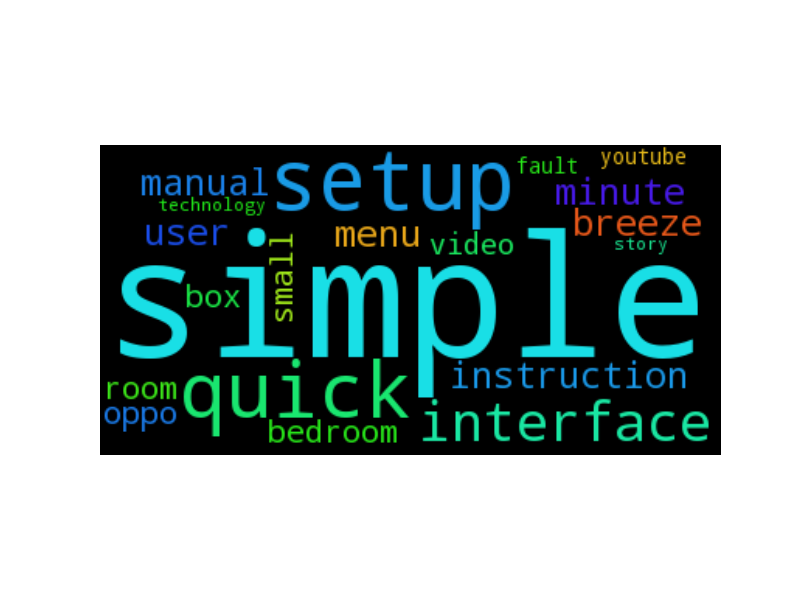 manual
setup
fault
youtube
technology
minute
user
menu
video
breeze
story
simple
small
box
room
quick
instruction
oppo
bedroom
interface